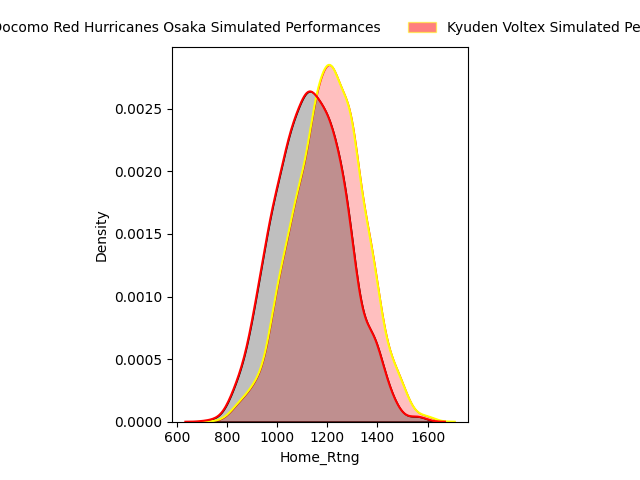 Docomo Red Hurricanes Osaka Simulated Performances
Kyuden Voltex Simulated Pe
0.0025
0.0020
0.0015
0.0010
0.0005
0.0000
Density
600 800 1000 1200 1400 1600
Home_Rtng